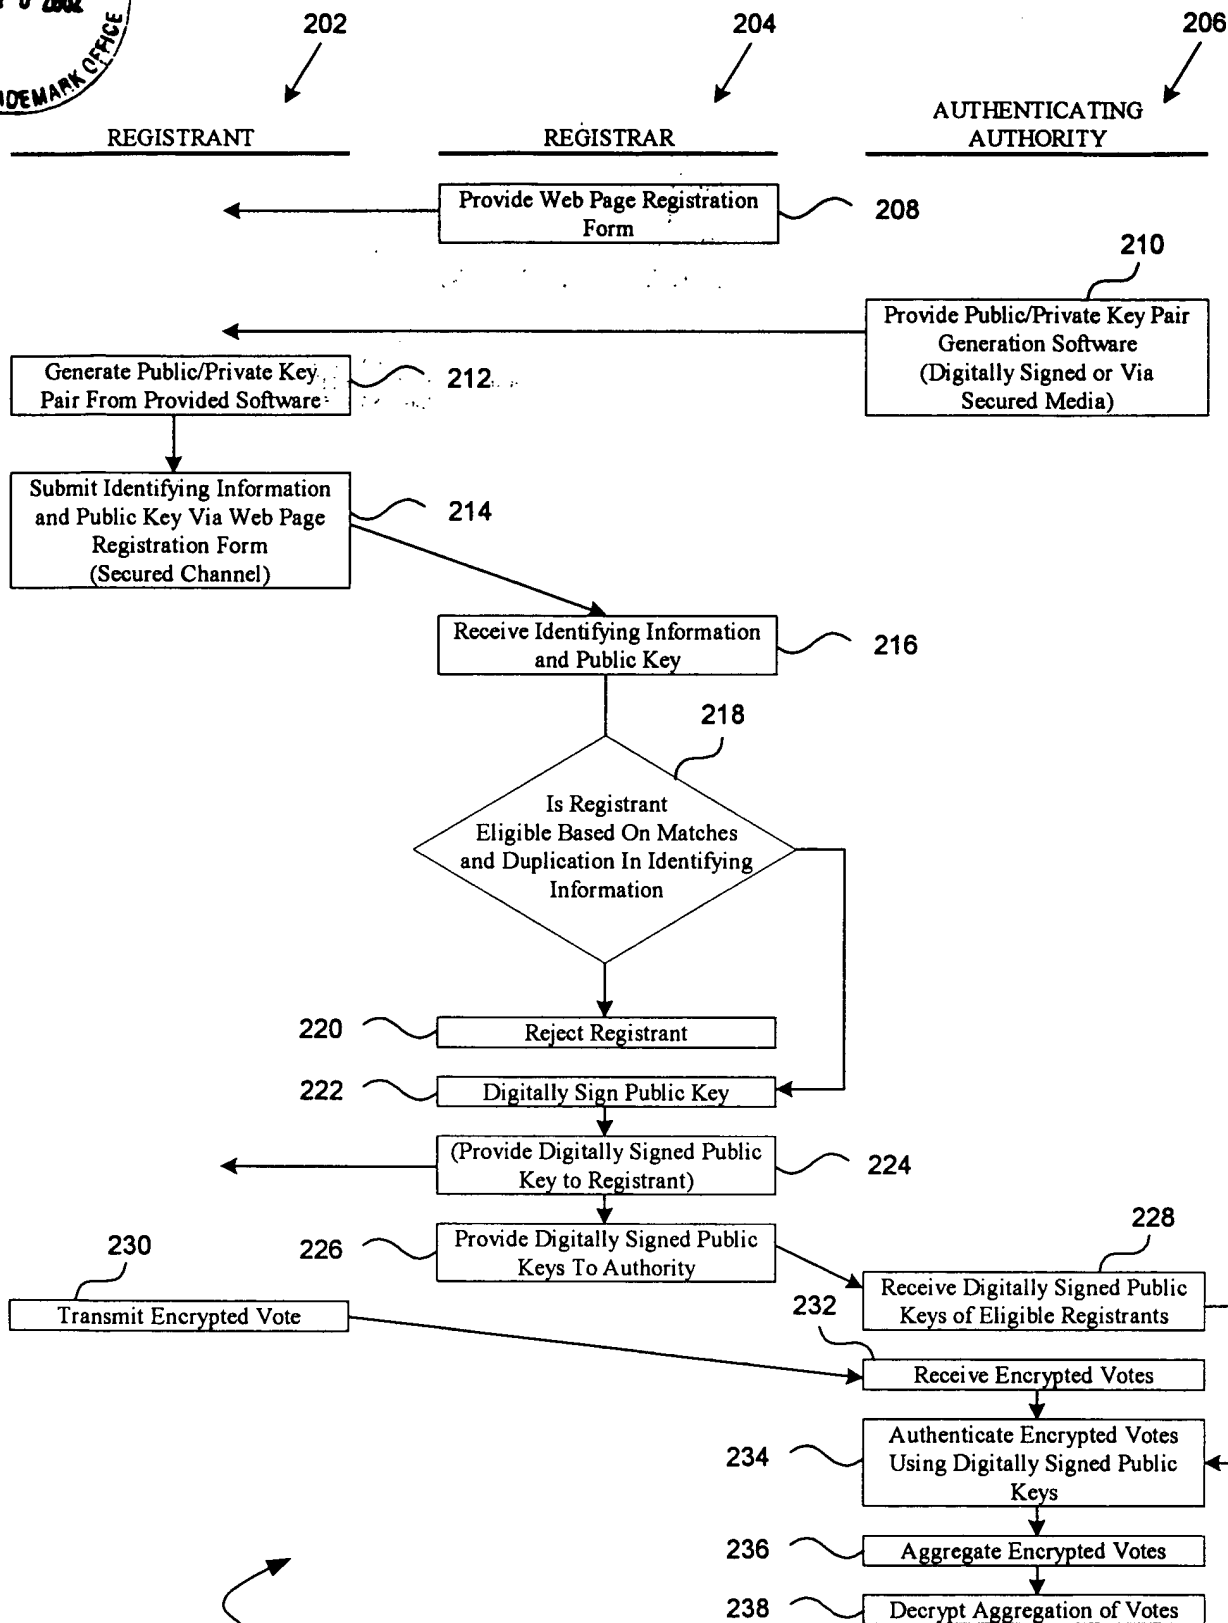 2002
TRADEMARK OFFICE
202
204
206
REGISTRANT
REGISTRAR
AUTHENTICATING
AUTHORITY
Provide Web Page Registration
Form
208
210
Provide Public/Private Key Pair
Generation Software
(Digitally Signed or Via
Secured Media)
Generate Public/Private Key
Pair From Provided Software
212
Submit Identifying Information
and Public Key Via Web Page
Registration Form
(Secured Channel)
214
Receive Identifying Information
and Public Key
216
218
Is Registrant
Eligible Based On Matches
and Duplication In Identifying
Information
220
Reject Registrant
222
Digitally Sign Public Key
(Provide Digitally Signed Public
Key to Registrant)
224
226
Provide Digitally Signed Public
Keys To Authority
228
Receive Digitally Signed Public
Keys of Eligible Registrants
230
Transmit Encrypted Vote
232
Receive Encrypted Votes
234
Authenticate Encrypted Votes
Using Digitally Signed Public
Keys
236
Aggregate Encrypted Votes
238
Decrypt Aggregation of Votes